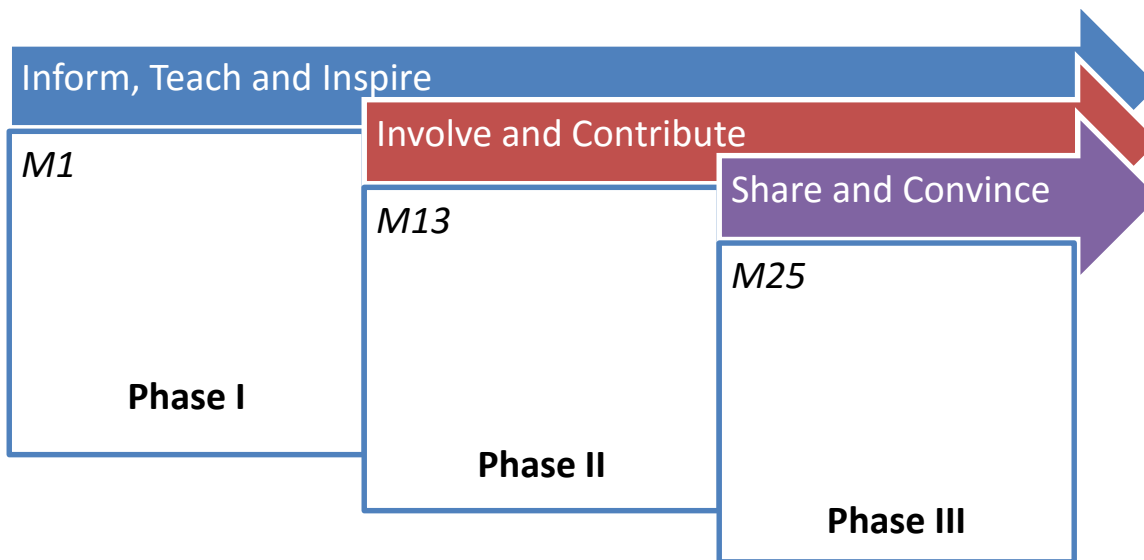 Inform, Teach and Inspire
M1
Phase I
Involve and Contribute
M13
Phase II
Share and Convince
M25
Phase III